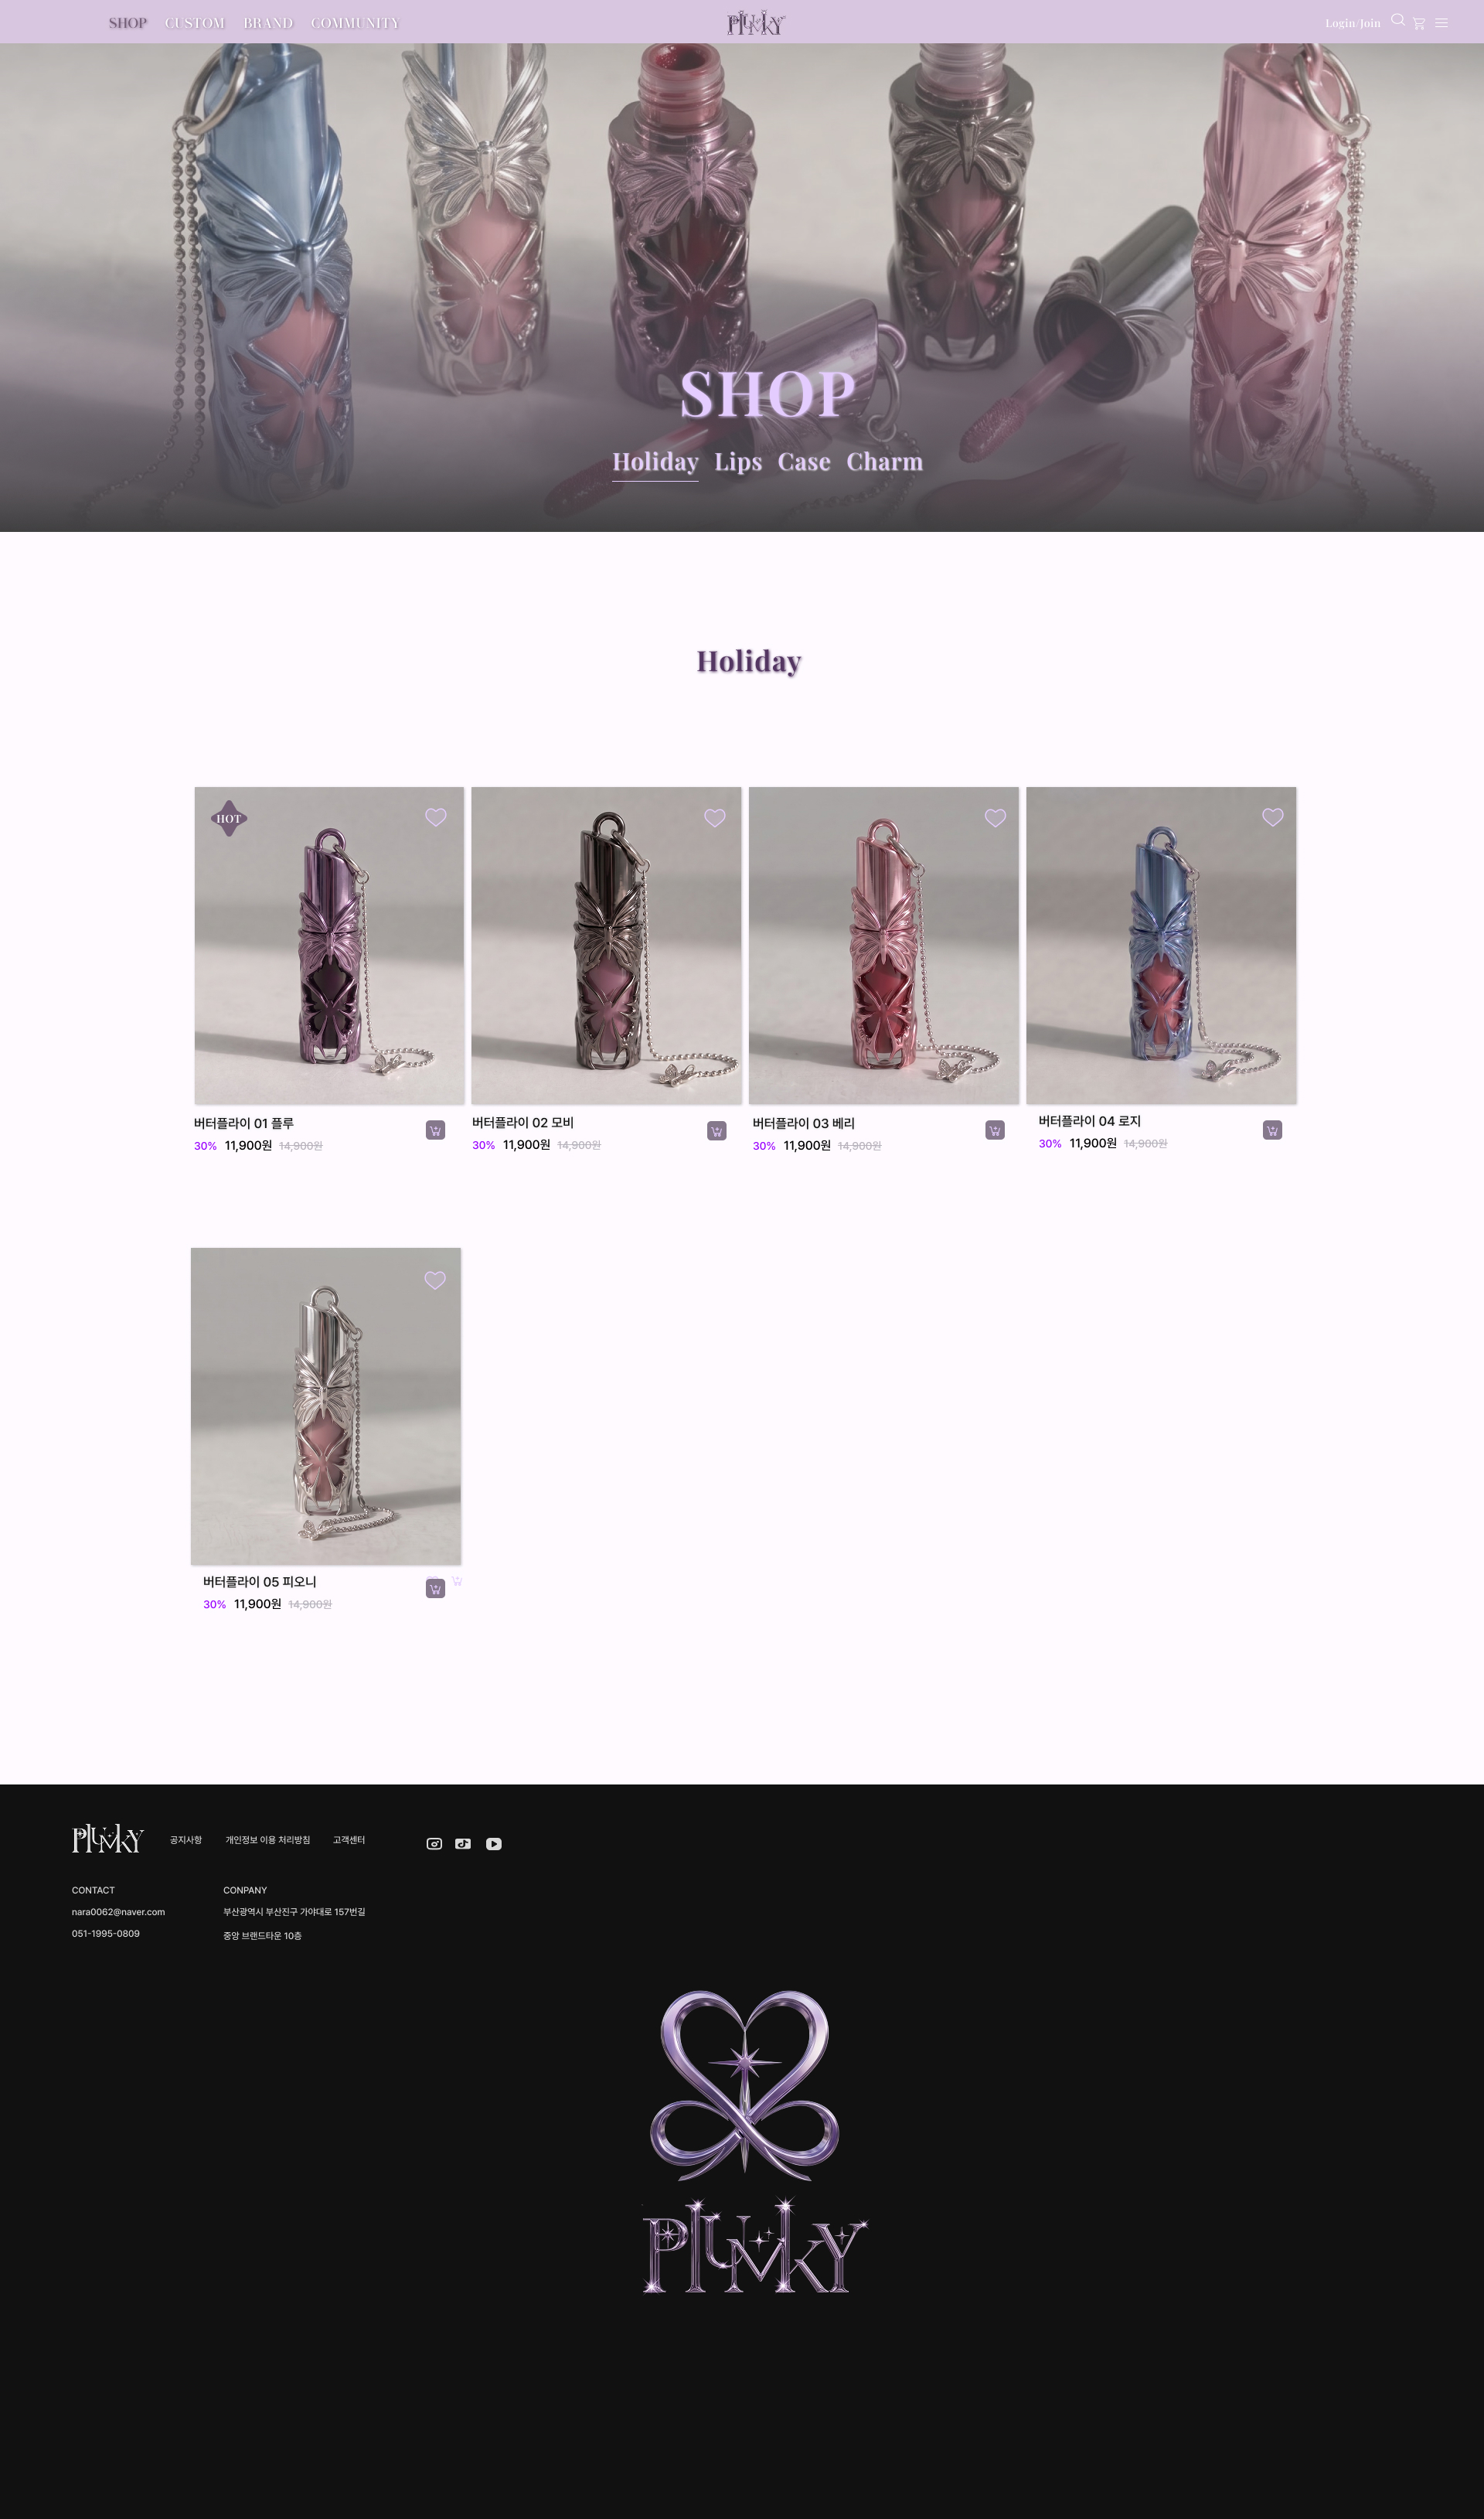 SHOP CUSTOM BRAND COMMUNITY PLUMKY Login/Join
SHOP
Holiday Lips Case Charm
Holiday
HOT
버터플라이 01 플루
30% 11,900원 14,900원
버터플라이 02 모비
30% 11,900원 14,900원
버터플라이 03 베리
30% 11,900원 14,900원
버터플라이 04 로지
30% 11,900원 14,900원
버터플라이 05 피오니
30% 11,900원 14,900원
PLUMKY 공지사항 개인정보 이용 처리방침 고객센터
CONTACT
nara0062@naver.com
051-1995-0809
CONPANY
부산광역시 부산진구 가야대로 157번길
중앙 브랜드타운 10층
PLUMKY